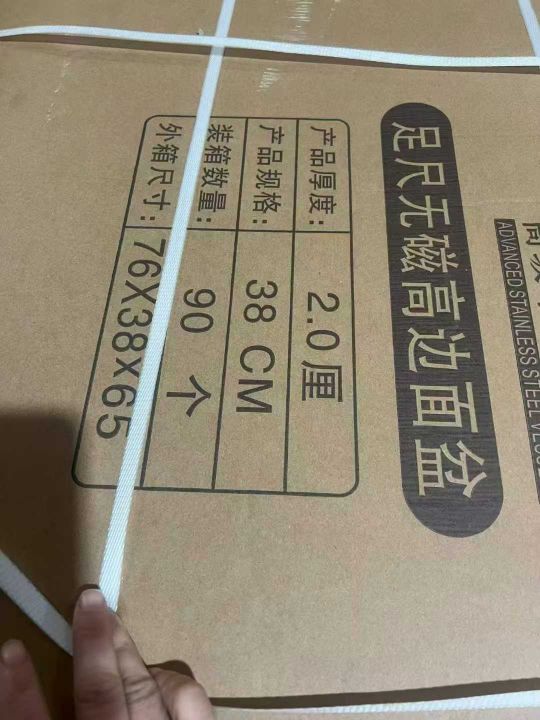 ADVANCED STAINLESS STEEL
足尺无磁高边面盆
产品厚度: 2.0厘
产品规格: 38 CM
装箱数量: 90 个
外箱尺寸: 76X38X65